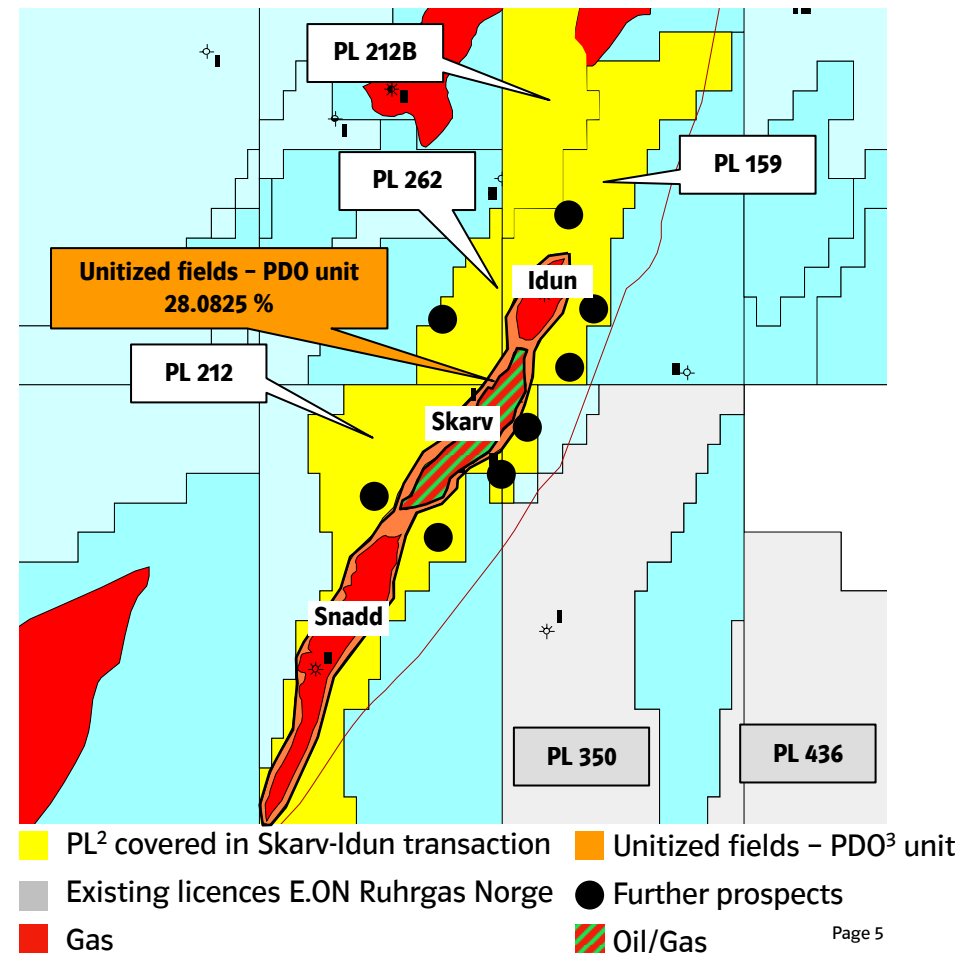 PL 212B
PL 159
PL 262
Unitized fields – PDO unit
28.0825 %
Idun
PL 212
Skarv
Snadd
PL 350
PL 436
PL² covered in Skarv-Idun transaction
Unitized fields – PDO³ unit
Existing licences E.ON Ruhrgas Norge
Further prospects
Gas
Oil/Gas
Page 5